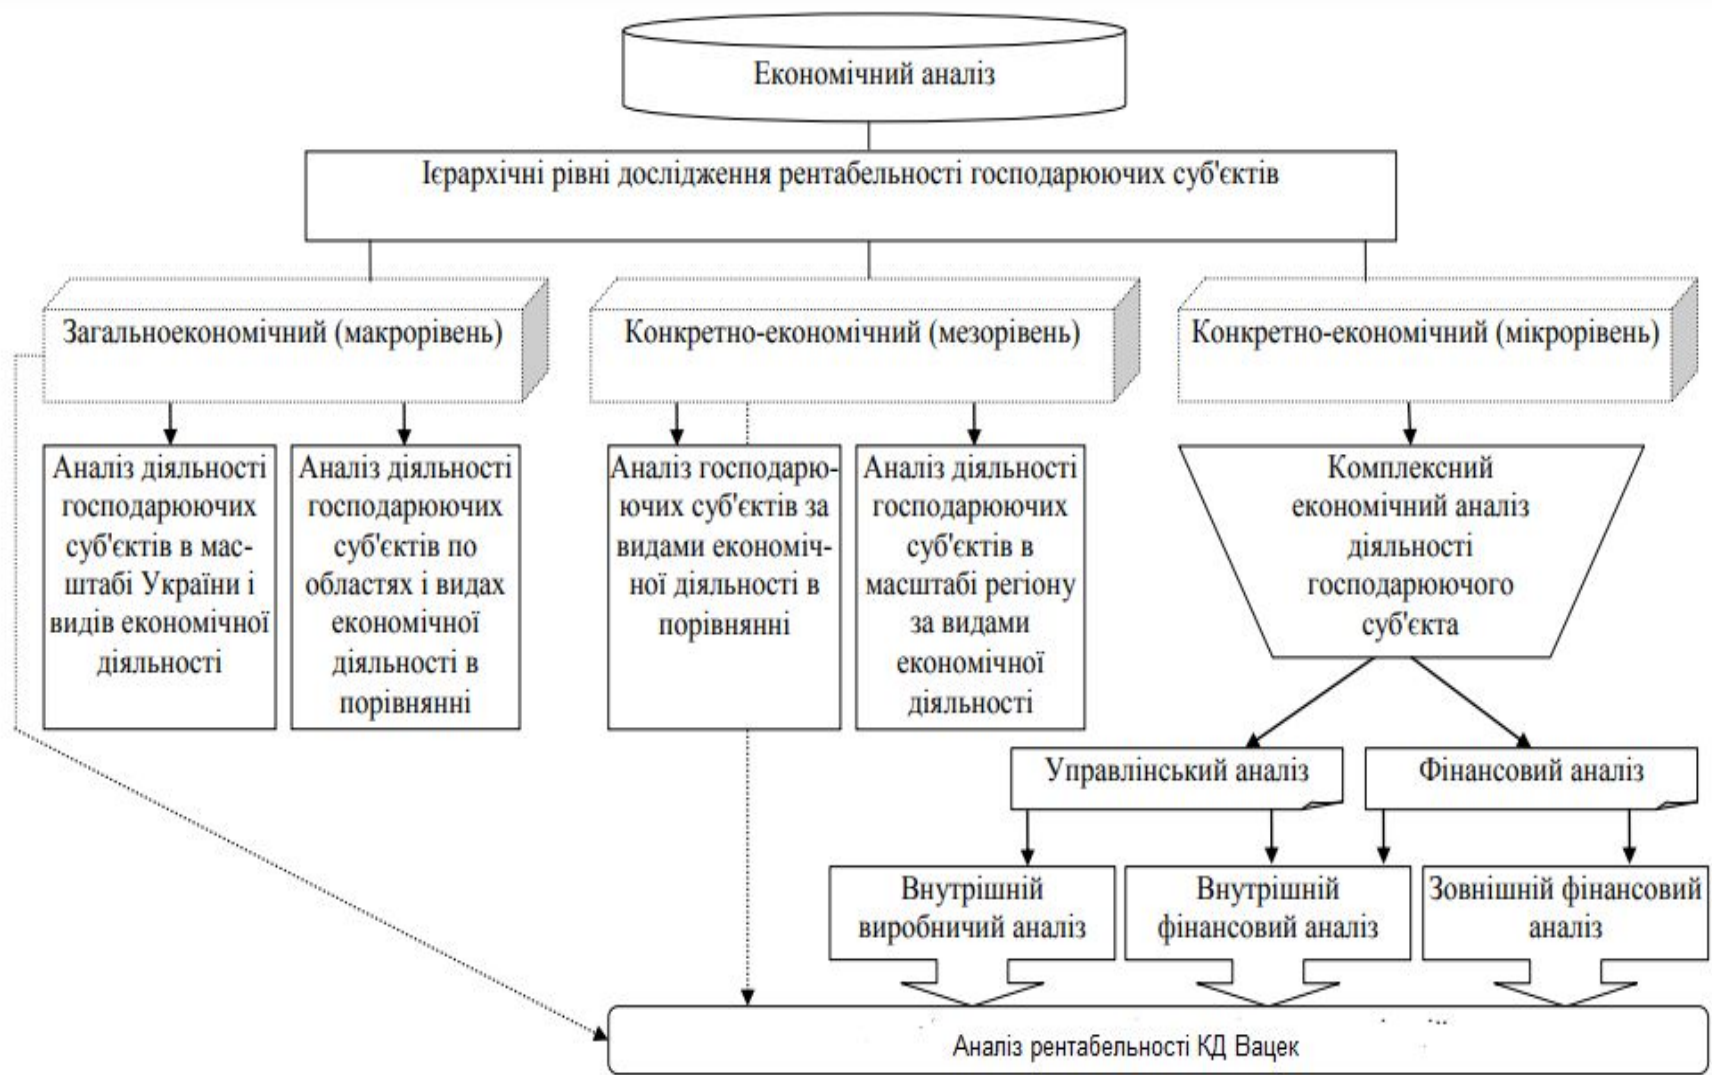 Економічний аналіз
Ієрархічні рівні дослідження рентабельності господарюючих суб'єктів
Загальноекономічний (макрорівень)
Конкретно-економічний (мезорівень)
Конкретно-економічний (мікрорівень)
Аналіз діяльності
господарюючих
суб'єктів в мас-
штабі України і
видів економічної
діяльності
Аналіз діяльності
господарюючих
суб'єктів по
областях і видах
економічної
діяльності в
порівнянні
Аналіз господарю-
ючих суб'єктів за
видами економіч-
ної діяльності в
порівнянні
Аналіз діяльності
господарюючих
суб'єктів в
масштабі регіону
за видами
економічної
діяльності
Комплексний
економічний аналіз
діяльності
господарюючого
суб'єкта
Управлінський аналіз
Фінансовий аналіз
Внутрішній
виробничий аналіз
Внутрішній
фінансовий аналіз
Зовнішній фінансовий
аналіз
Аналіз рентабельності КД Вацек